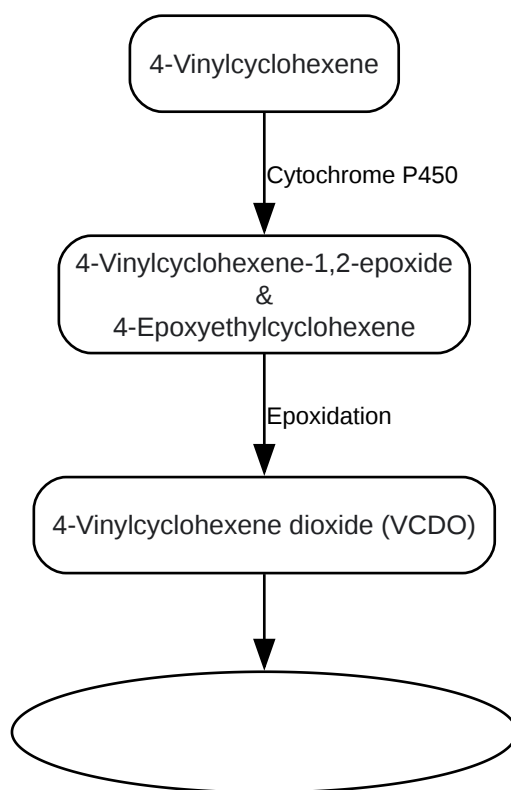 4-Vinylcyclohexene
Cytochrome P450
4-Vinylcyclohexene-1,2-epoxide
&
4-Epoxyethylcyclohexene
Epoxidation
4-Vinylcyclohexene dioxide (VCDO)